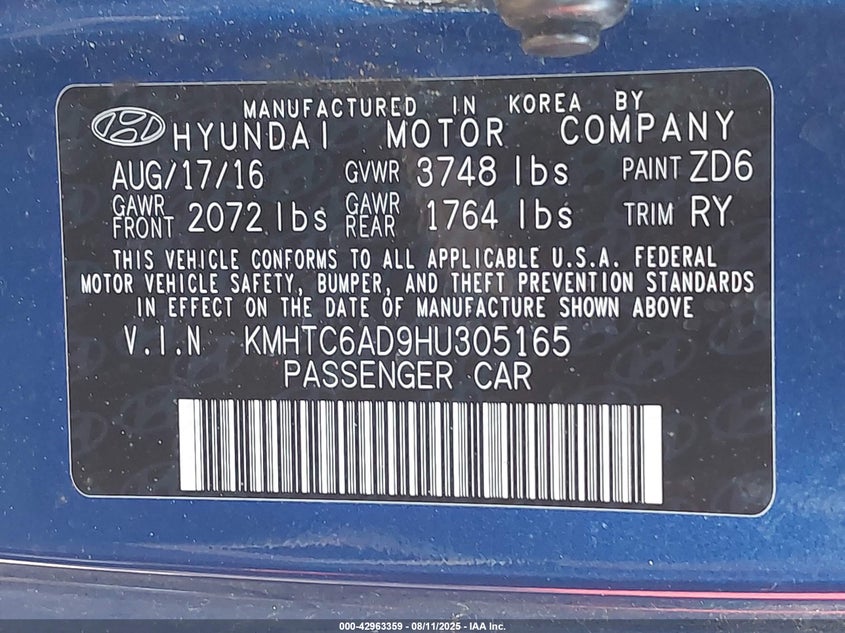 MANUFACTURED IN KOREA BY
HYUNDAI MOTOR COMPANY
AUG/17/16 GVWR 3748 lbs PAINT ZD6
GAWR FRONT 2072 lbs GAWR REAR 1764 lbs TRIM RY
THIS VEHICLE CONFORMS TO ALL APPLICABLE U.S.A. FEDERAL
MOTOR VEHICLE SAFETY, BUMPER, AND THEFT PREVENTION STANDARDS
IN EFFECT ON THE DATE OF MANUFACTURE SHOWN ABOVE
V.I.N KMHTC6AD9HU305165
PASSENGER CAR
000-42963359 - 08/11/2025 - IAA Inc.